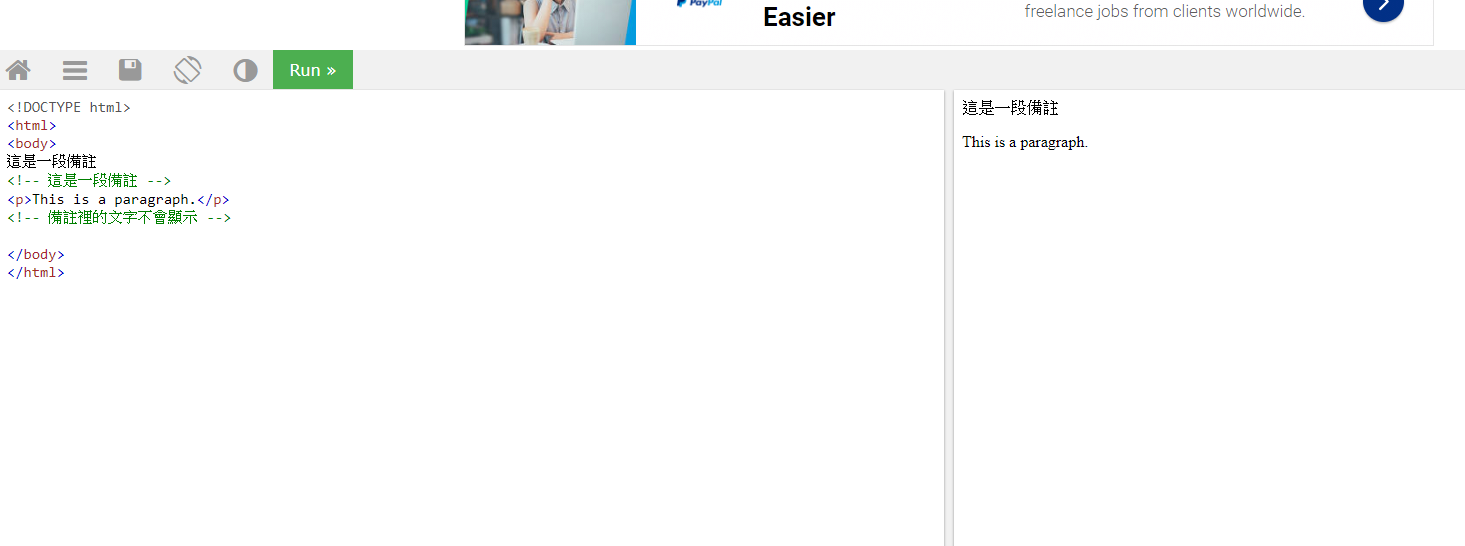 PayPal
Easier
freelance jobs from clients worldwide.
Run »
<!DOCTYPE html>
<html>
<body>
這是一段備註
<!-- 這是一段備註 -->
<p>This is a paragraph.</p>
<!-- 備註裡的文字不會顯示 -->
</body>
</html>
這是一段備註
This is a paragraph.